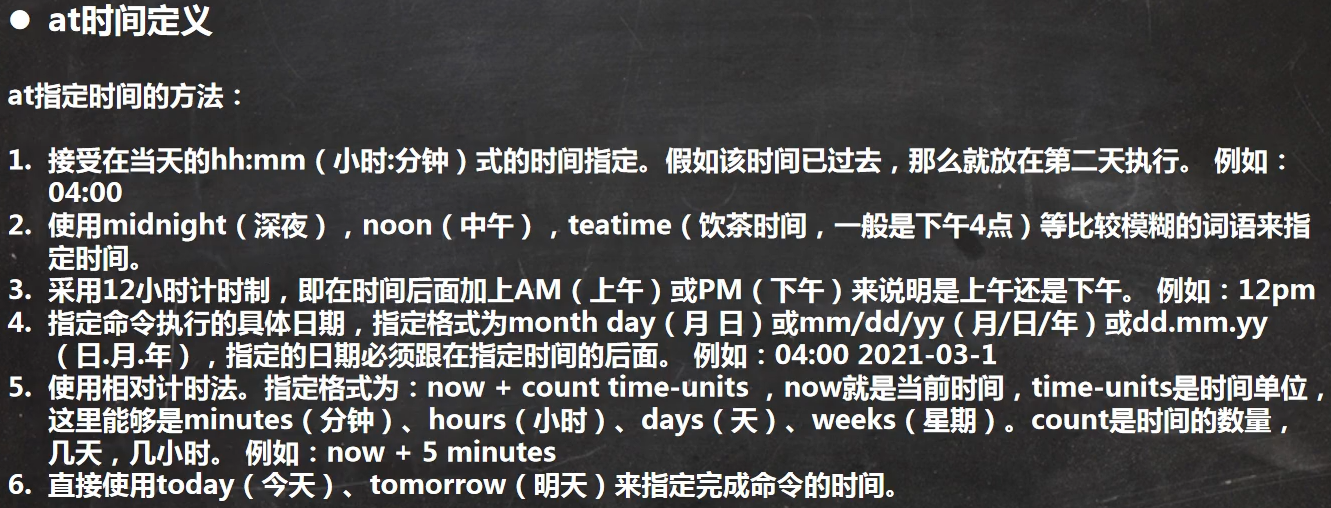 ● at时间定义
at指定时间的方法：
1. 接受在当天的hh:mm（小时:分钟）式的时间指定。假如该时间已过去，那么就放在第二天执行。 例如：
04:00
2. 使用midnight（深夜），noon（中午），teatime（饮茶时间，一般是下午4点）等比较模糊的词语来指
定时间。
3. 采用12小时计时制，即在时间后面加上AM（上午）或PM（下午）来说明是上午还是下午。 例如：12pm
4. 指定命令执行的具体日期，指定格式为month day（月 日）或mm/dd/yy（月/日/年）或dd.mm.yy
（日.月.年），指定的日期必须跟在指定时间的后面。 例如：04:00 2021-03-1
5. 使用相对计时法。指定格式为：now + count time-units ，now就是当前时间，time-units是时间单位，
这里能够是minutes（分钟）、hours（小时）、days（天）、weeks（星期）。count是时间的数量，
几天，几小时。 例如：now + 5 minutes
6. 直接使用today（今天）、tomorrow（明天）来指定完成命令的时间。